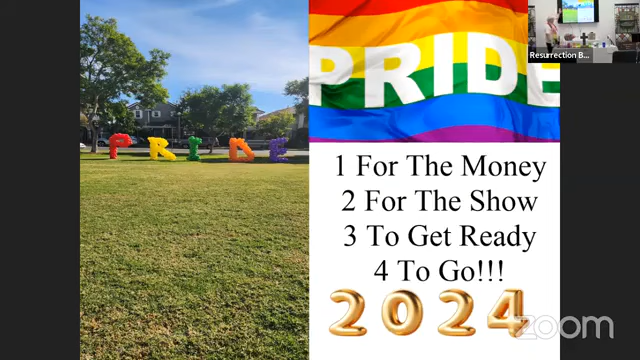 PRIDE
PRIDE
Resurrection B...
1 For The Money
2 For The Show
3 To Get Ready
4 To Go!!!
2024
zoom